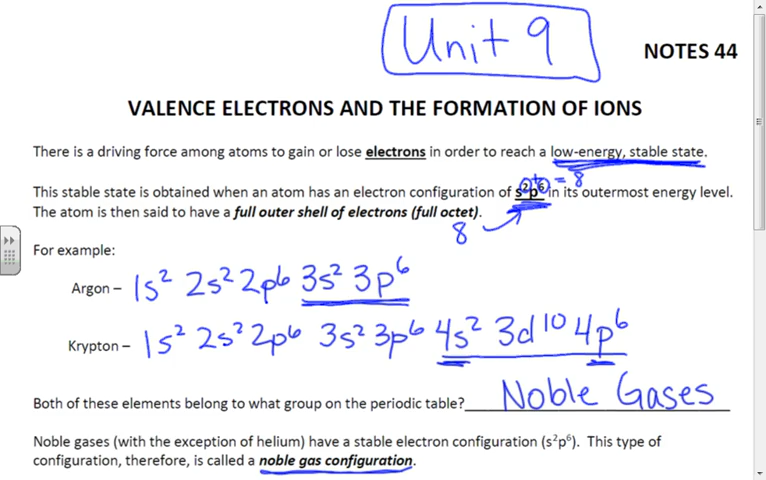 Unit 9
NOTES 44
VALENCE ELECTRONS AND THE FORMATION OF IONS
There is a driving force among atoms to gain or lose electrons in order to reach a low-energy, stable state.
+ = 8
This stable state is obtained when an atom has an electron configuration of s²p⁶ in its outermost energy level.
The atom is then said to have a full outer shell of electrons (full octet).
8
For example:
Argon – 1s² 2s² 2p⁶ 3s² 3p⁶
Krypton – 1s² 2s² 2p⁶ 3s² 3p⁶ 4s² 3d¹⁰ 4p⁶
Both of these elements belong to what group on the periodic table? Noble Gases
Noble gases (with the exception of helium) have a stable electron configuration (s²p⁶). This type of
configuration, therefore, is called a noble gas configuration.